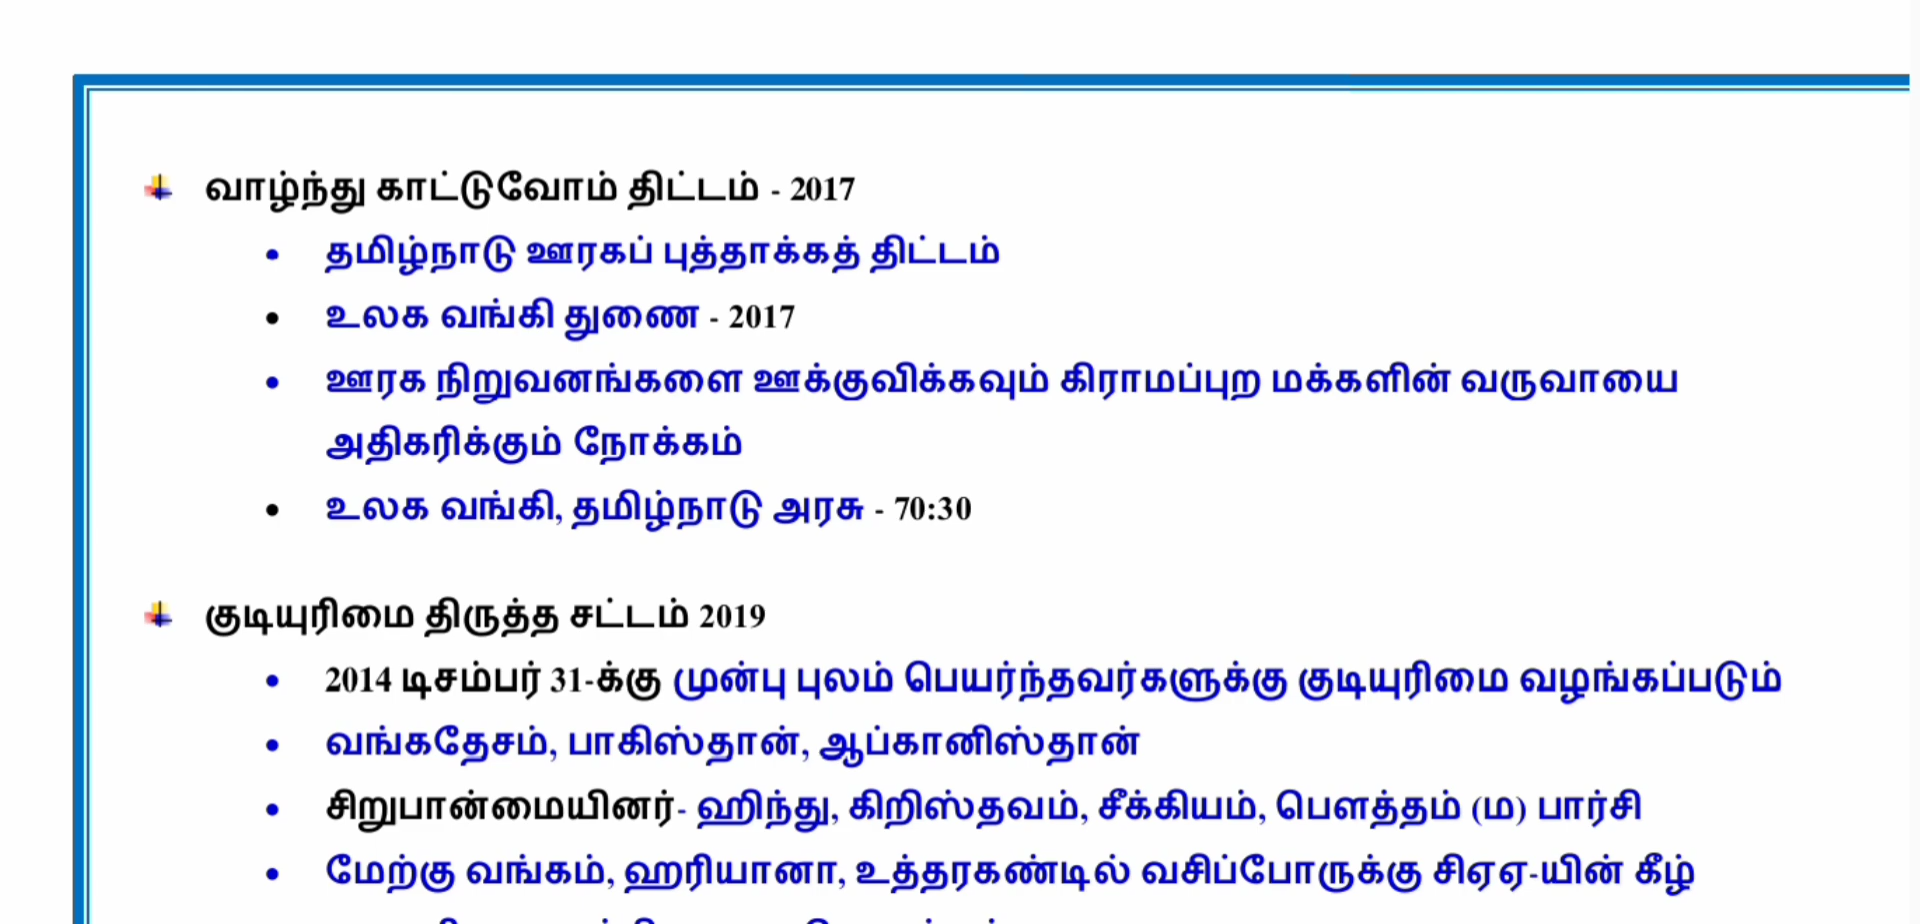 வாழ்ந்து காட்டுவோம் திட்டம் - 2017
• தமிழ்நாடு ஊரகப் புத்தாக்கத் திட்டம்
• உலக வங்கி துணை - 2017
• ஊரக நிறுவனங்களை ஊக்குவிக்கவும் கிராமப்புற மக்களின் வருவாயை
அதிகரிக்கும் நோக்கம்
• உலக வங்கி, தமிழ்நாடு அரசு - 70:30
குடியுரிமை திருத்த சட்டம் 2019
• 2014 டிசம்பர் 31-க்கு முன்பு புலம் பெயர்ந்தவர்களுக்கு குடியுரிமை வழங்கப்படும்
• வங்கதேசம், பாகிஸ்தான், ஆப்கானிஸ்தான்
• சிறுபான்மையினர்- ஹிந்து, கிறிஸ்தவம், சீக்கியம், பௌத்தம் (ம) பார்சி
• மேற்கு வங்கம், ஹரியானா, உத்தரகண்டில் வசிப்போருக்கு சிஏஏ-யின் கீழ்